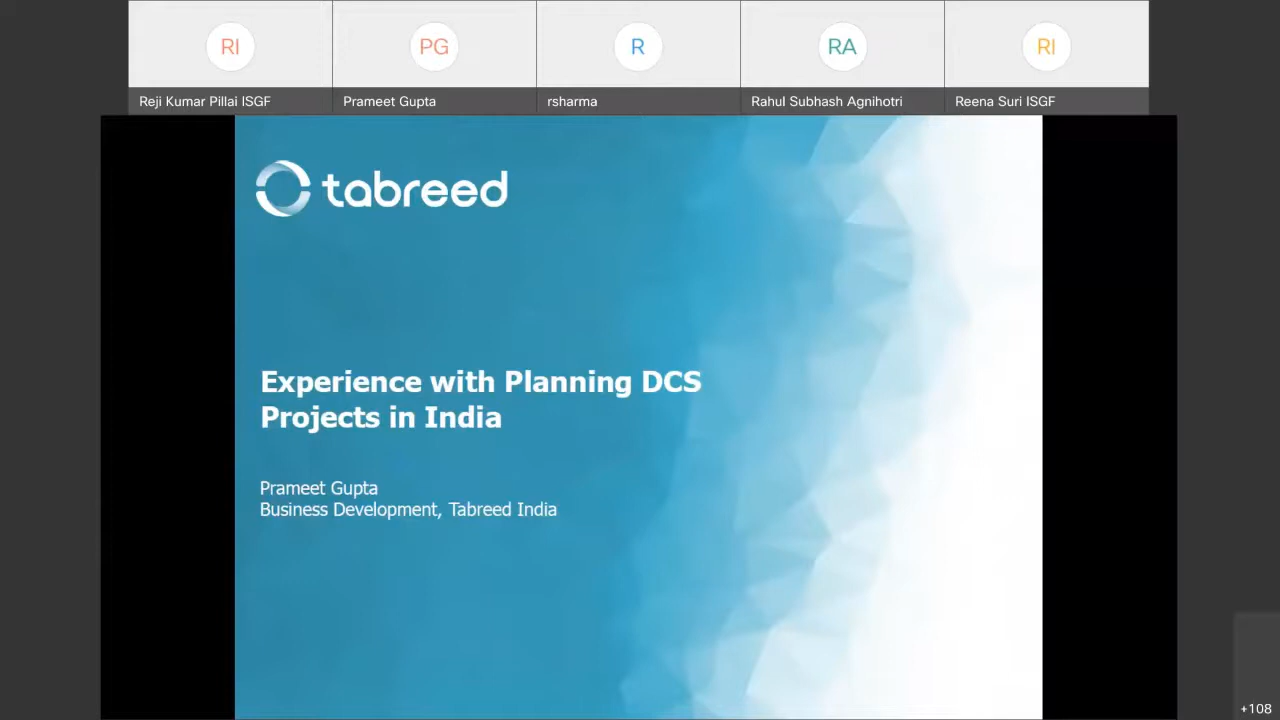 RI
PG
R
RA
RI
Reji Kumar Pillai ISGF
Prameet Gupta
rsharma
Rahul Subhash Agnihotri
Reena Suri ISGF
tabreed
Experience with Planning DCS
Projects in India
Prameet Gupta
Business Development, Tabreed India
+108